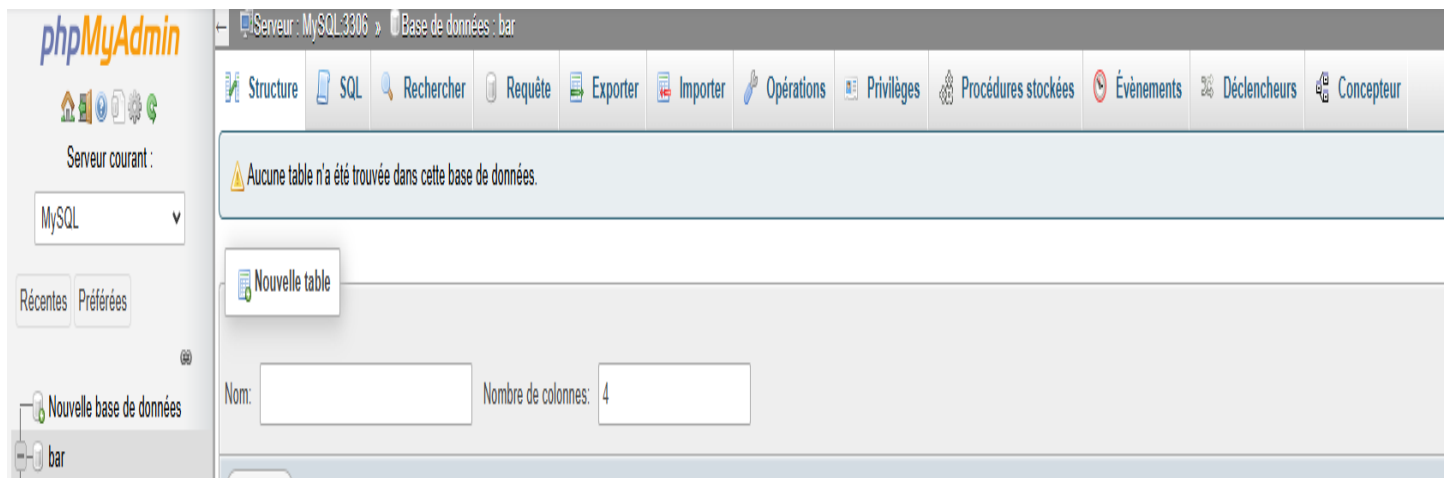 phpMyAdmin
Serveur courant :
MySQL
Récentes Préférées
Nouvelle base de données
bar
Serveur : MySQL:3306 » Base de données : bar
Structure SQL Rechercher Requête Exporter Importer Opérations Privilèges Procédures stockées Évènements Déclencheurs Concepteur
Aucune table n'a été trouvée dans cette base de données.
Nouvelle table
Nom: Nombre de colonnes: 4